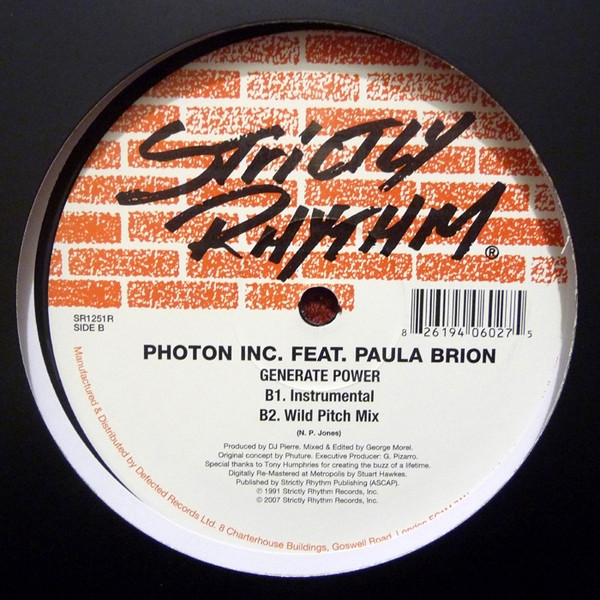 STRICTLY
RHYTHM®
SR1251R
SIDE B
8 26194 06027 5
PHOTON INC. FEAT. PAULA BRION
GENERATE POWER
B1. Instrumental
B2. Wild Pitch Mix
(N. P. Jones)
Produced by DJ Pierre. Mixed & Edited by George Morel.
Original concept by Phuture. Executive Producer: G. Pizarro.
Special thanks to Tony Humphries for creating the buzz of a lifetime.
Digitally Re-Mastered at Metropolis by Stuart Hawkes.
Published by Strictly Rhythm Publishing (ASCAP).
℗ 1991 Strictly Rhythm Records, Inc.
© 2007 Strictly Rhythm Records, Inc.
Manufactured & Distributed by Defected Records Ltd. 8 Charterhouse Buildings, Goswell Road, London